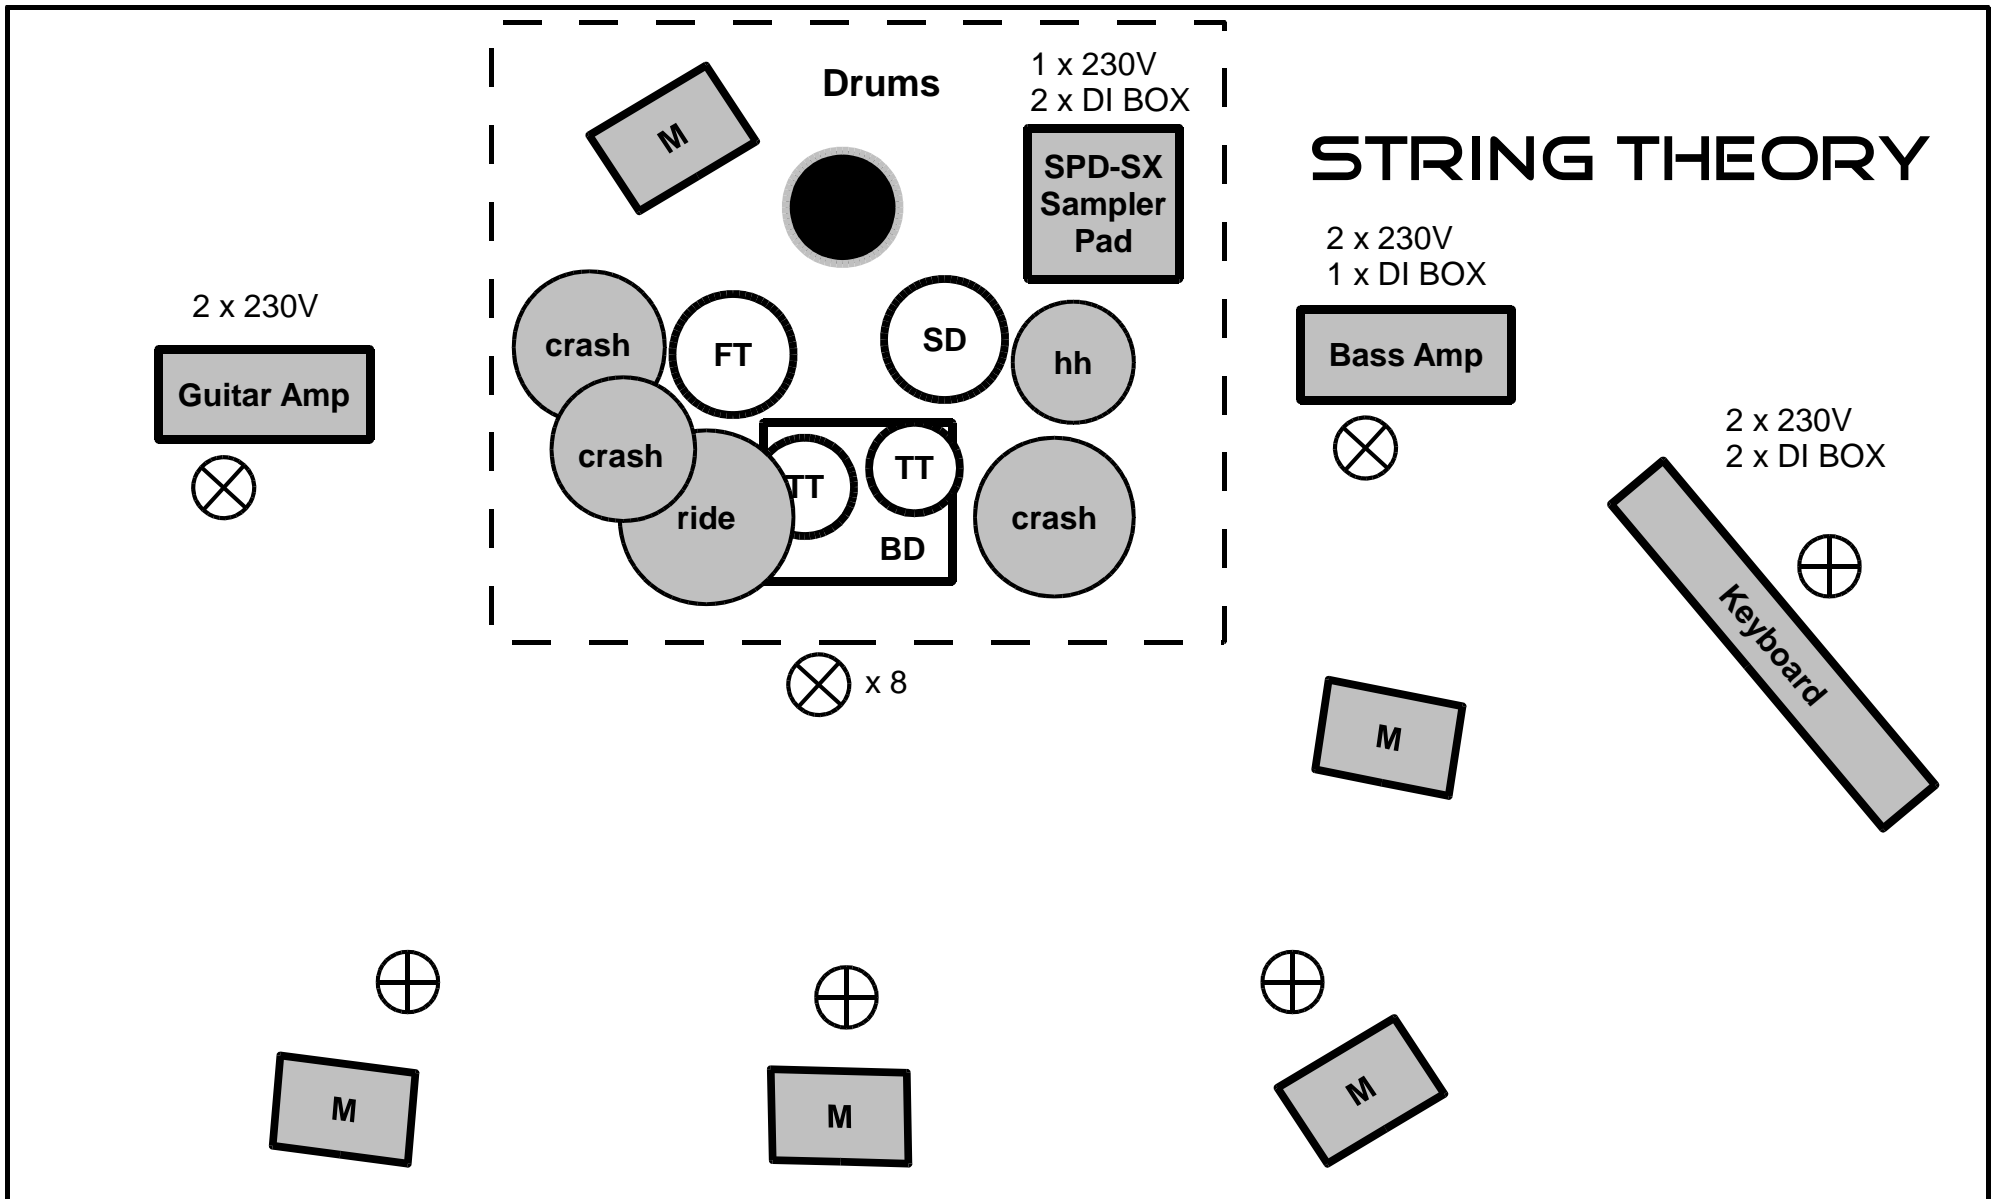 Drums
1 x 230V
2 x DI BOX
M
SPD-SX
Sampler
Pad
STRING THEORY
2 x 230V
1 x DI BOX
2 x 230V
Guitar Amp
crash
FT
SD
hh
Bass Amp
crash
ride
TT
TT
BD
crash
2 x 230V
2 x DI BOX
Keyboard
x 8
M
M
M
M